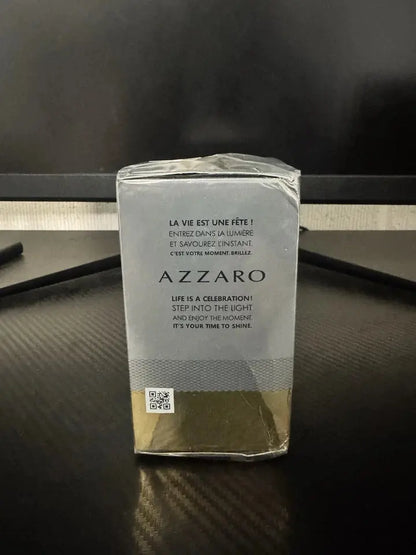 LA VIE EST UNE FÊTE !
ENTREZ DANS LA LUMIÈRE
ET SAVOUREZ L'INSTANT.
C'EST VOTRE MOMENT. BRILLEZ.
AZZARO
LIFE IS A CELEBRATION!
STEP INTO THE LIGHT
AND ENJOY THE MOMENT.
IT'S YOUR TIME TO SHINE.